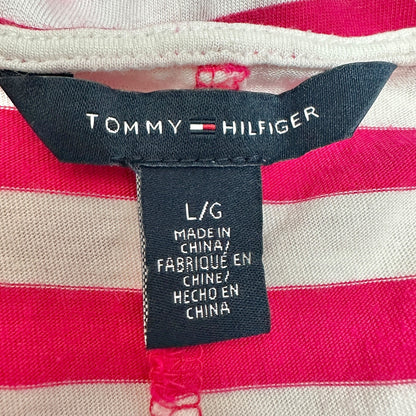 TOMMY HILFIGER
L/G
MADE IN
CHINA/
FABRIQUÉ EN
CHINE/
HECHO EN
CHINA